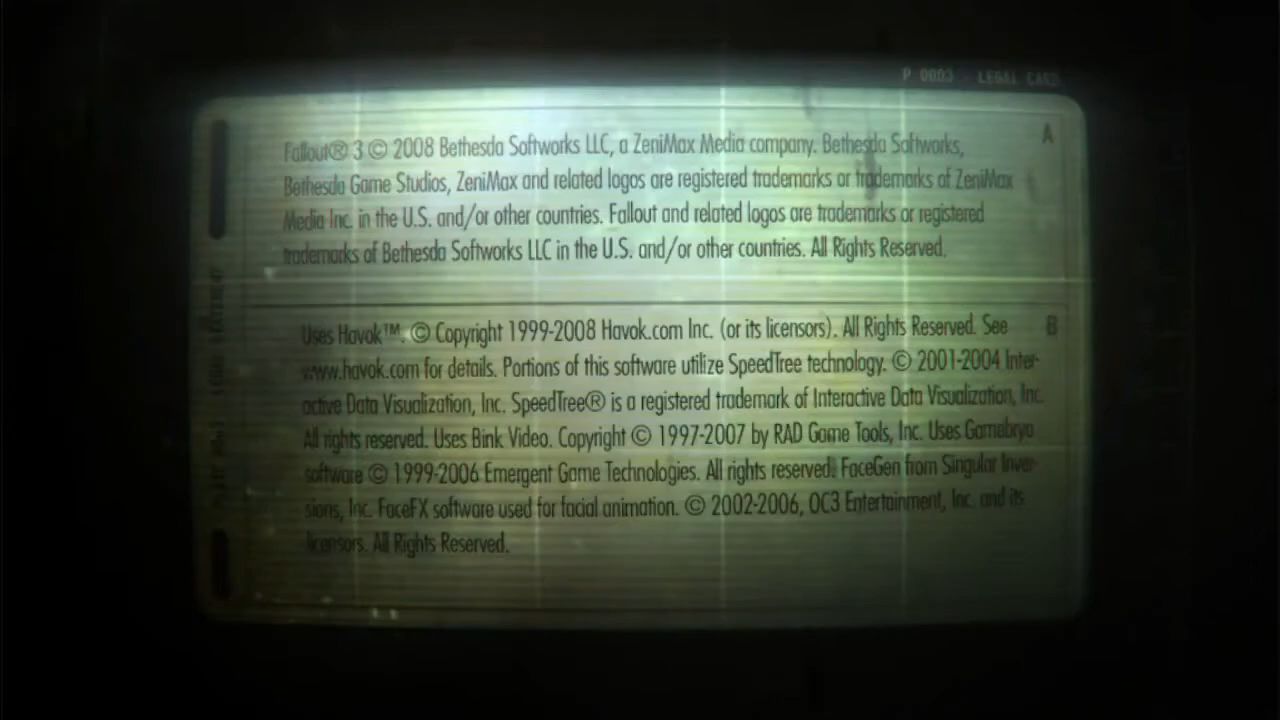 P 0003 LEGAL CARD
A
Fallout® 3 © 2008 Bethesda Softworks LLC, a ZeniMax Media company. Bethesda Softworks,
Bethesda Game Studios, ZeniMax and related logos are registered trademarks or trademarks of ZeniMax
Media Inc. in the U.S. and/or other countries. Fallout and related logos are trademarks or registered
trademarks of Bethesda Softworks LLC in the U.S. and/or other countries. All Rights Reserved.
B
Uses Havok™. © Copyright 1999-2008 Havok.com Inc. (or its licensors). All Rights Reserved. See
www.havok.com for details. Portions of this software utilize SpeedTree technology. © 2001-2004 Inter-
active Data Visualization, Inc. SpeedTree® is a registered trademark of Interactive Data Visualization, Inc.
All rights reserved. Uses Bink Video. Copyright © 1997-2007 by RAD Game Tools, Inc. Uses Gamebryo
software © 1999-2006 Emergent Game Technologies. All rights reserved. FaceGen from Singular Inver-
sions, Inc. FaceFX software used for facial animation. © 2002-2006, OC3 Entertainment, Inc. and its
licensors. All Rights Reserved.